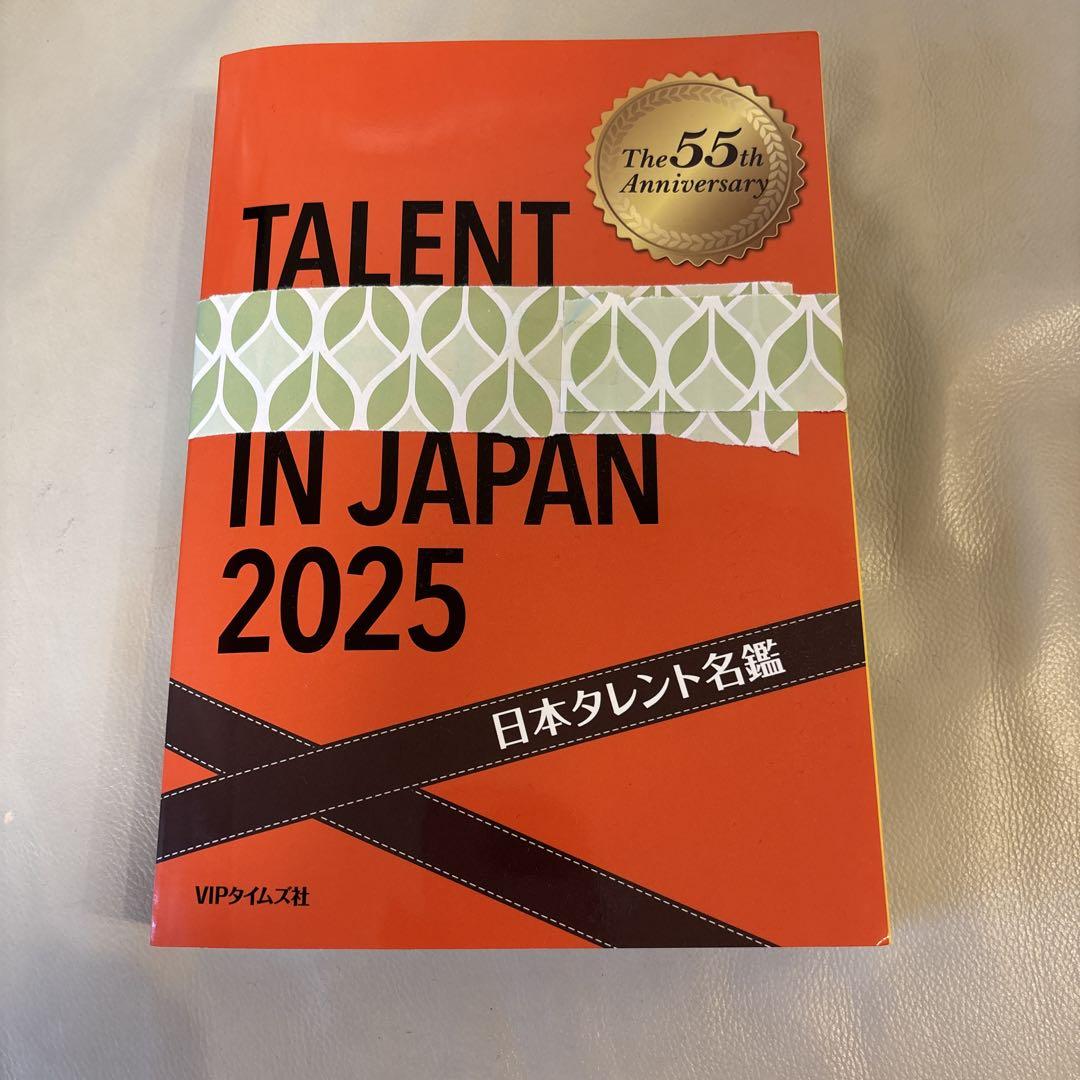 The 55th
Anniversary
TALENT
IN JAPAN
2025
日本タレント名鑑
VIPタイムズ社